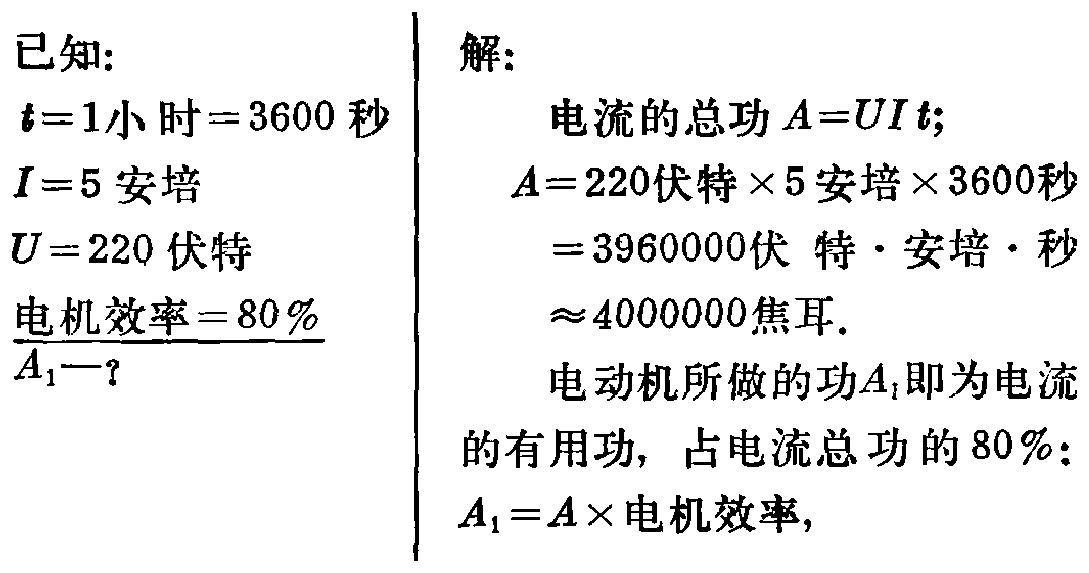 已知:
t=1小时=3600秒
I=5安培
U=220伏特
电机效率=80%
A₁—?
解:
电流的总功A=UIt;
A=220伏特×5安培×3600秒
=3960000伏特·安培·秒
≈4000000焦耳.
电动机所做的功A₁即为电流
的有用功, 占电流总功的80%:
A₁=A×电机效率,